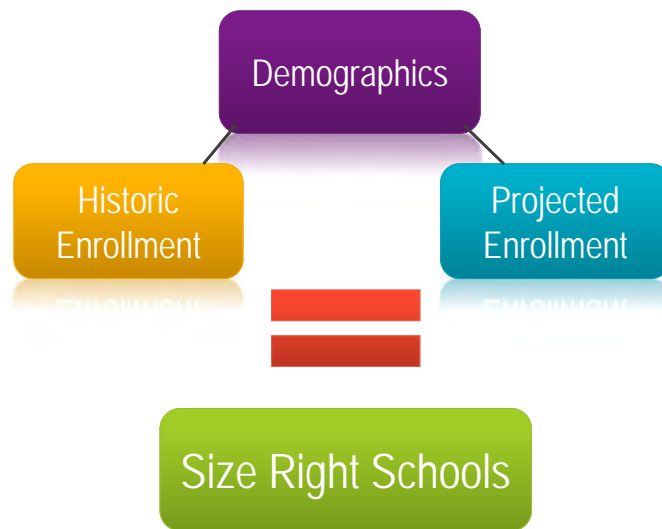 Demographics
Historic
Enrollment
Projected
Enrollment
Size Right Schools